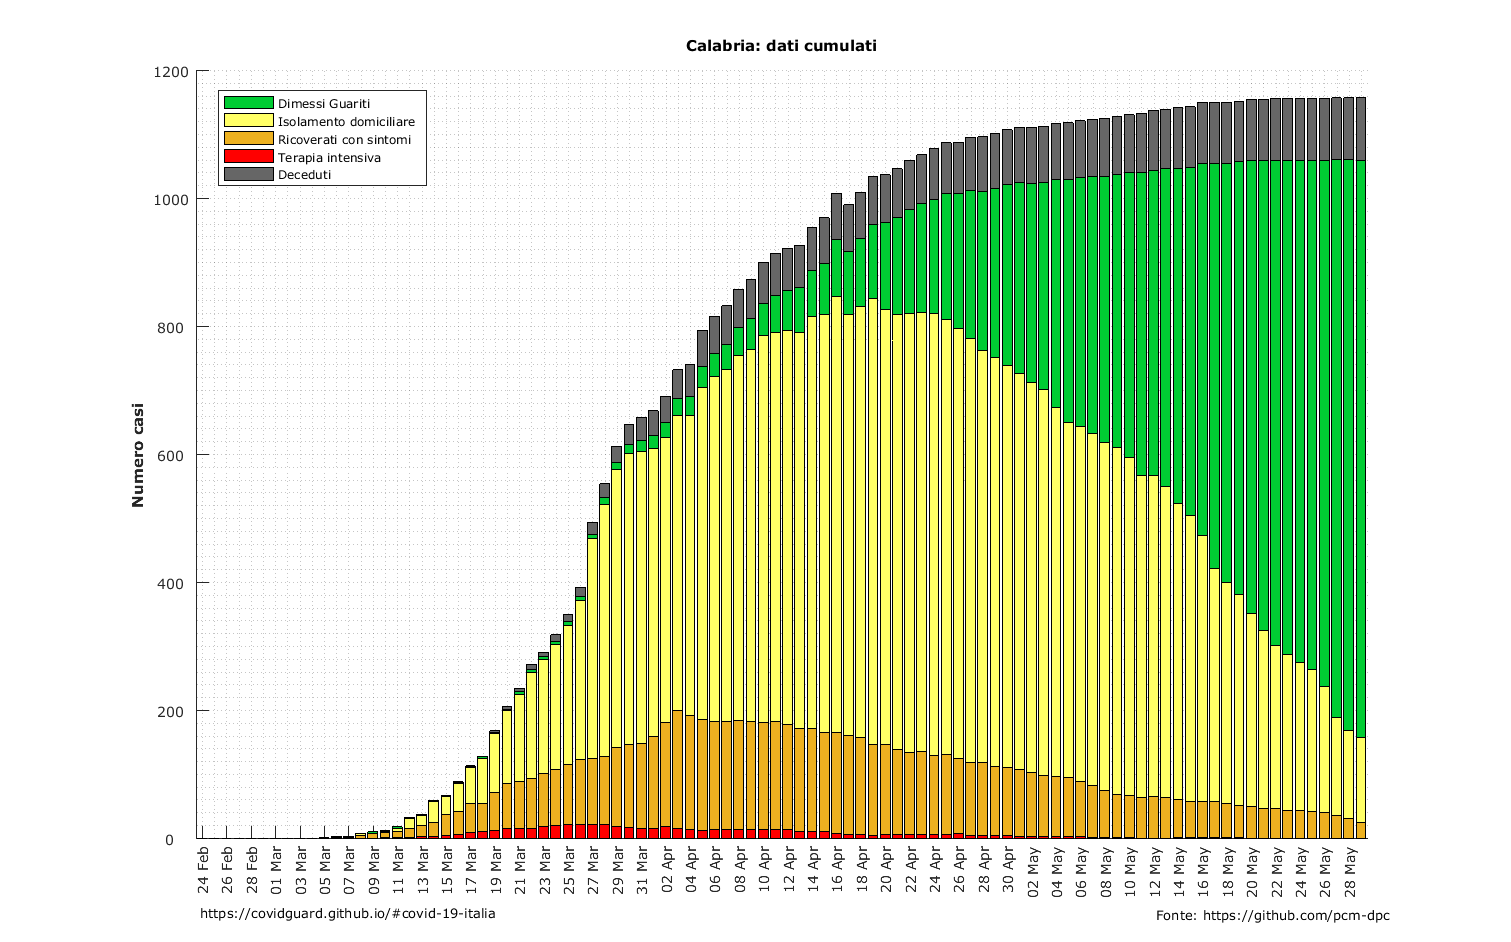 Calabria: dati cumulati
1200
1000
800
600
400
200
0
Numero casi
Dimessi Guariti
Isolamento domiciliare
Ricoverati con sintomi
Terapia intensiva
Deceduti
24 Feb
26 Feb
28 Feb
01 Mar
03 Mar
05 Mar
07 Mar
09 Mar
11 Mar
13 Mar
15 Mar
17 Mar
19 Mar
21 Mar
23 Mar
25 Mar
27 Mar
29 Mar
31 Mar
02 Apr
04 Apr
06 Apr
08 Apr
10 Apr
12 Apr
14 Apr
16 Apr
18 Apr
20 Apr
22 Apr
24 Apr
26 Apr
28 Apr
30 Apr
02 May
04 May
06 May
08 May
10 May
12 May
14 May
16 May
18 May
20 May
22 May
24 May
26 May
28 May
https://covidguard.github.io/#covid-19-italia
Fonte: https://github.com/pcm-dpc